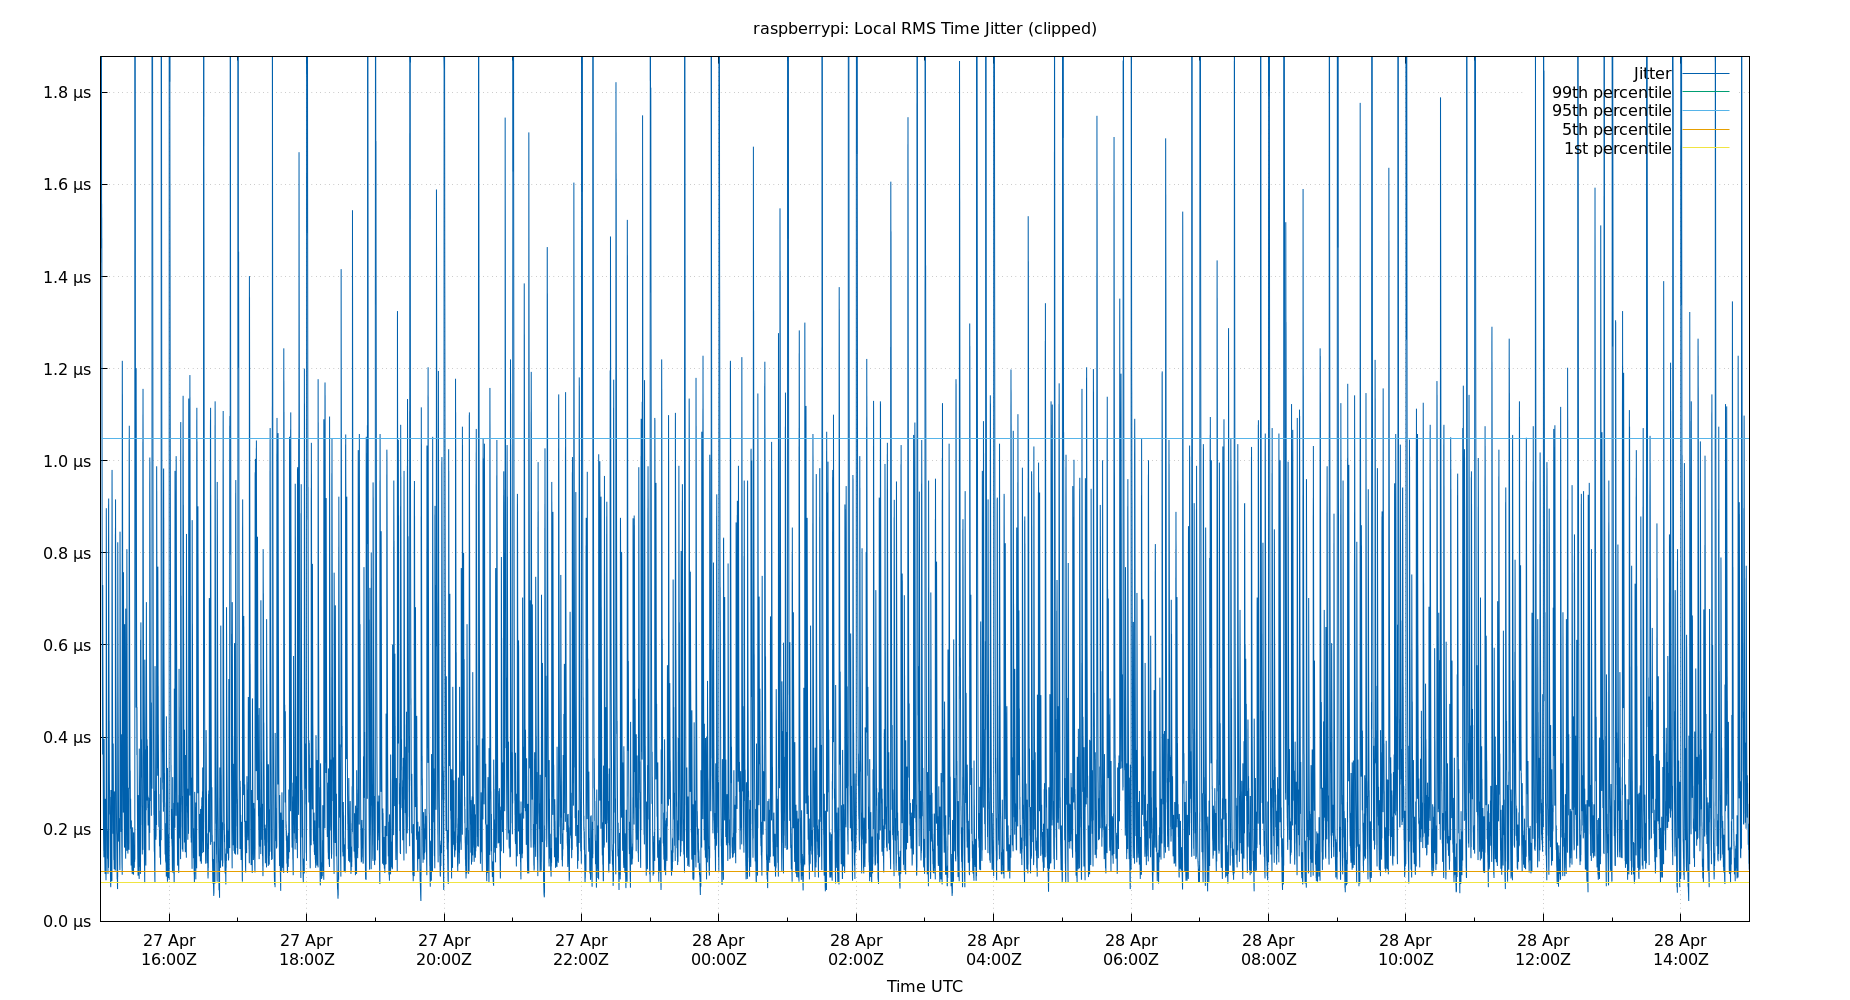 raspberrypi: Local RMS Time Jitter (clipped)
Jitter
99th percentile
95th percentile
5th percentile
1st percentile
1.8 μs
1.6 μs
1.4 μs
1.2 μs
1.0 μs
0.8 μs
0.6 μs
0.4 μs
0.2 μs
0.0 μs
27 Apr 27 Apr 27 Apr 27 Apr 28 Apr 28 Apr 28 Apr 28 Apr 28 Apr 28 Apr 28 Apr 28 Apr
16:00Z 18:00Z 20:00Z 22:00Z 00:00Z 02:00Z 04:00Z 06:00Z 08:00Z 10:00Z 12:00Z 14:00Z
Time UTC